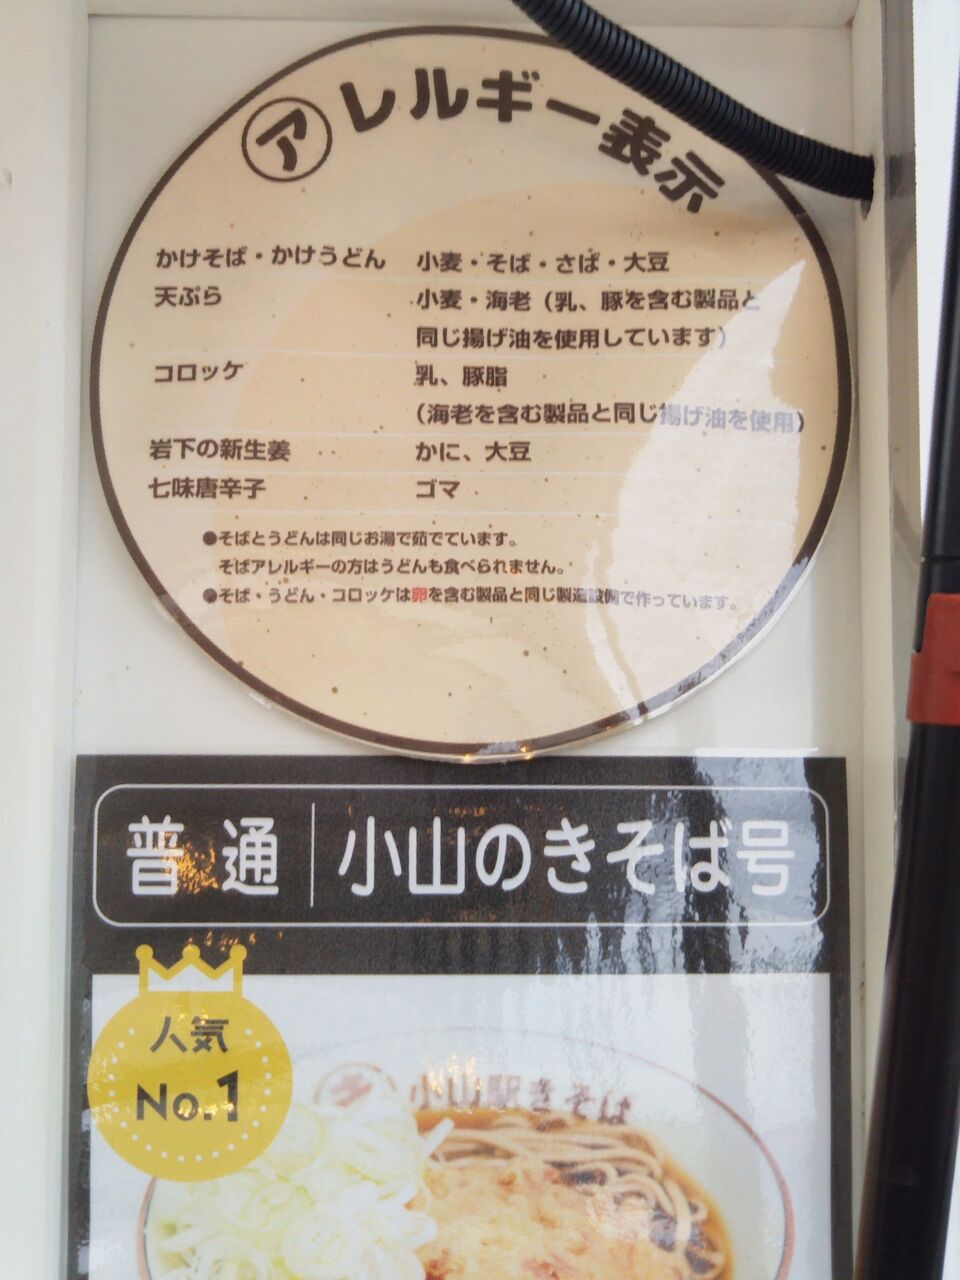 アレルギー表示
かけそば・かけうどん 小麦・そば・さば・大豆
天ぷら 小麦・海老（乳、豚を含む製品と
同じ揚げ油を使用しています）
コロッケ 乳、豚脂
（海老を含む製品と同じ揚げ油を使用）
岩下の新生姜 かに、大豆
七味唐辛子 ゴマ
●そばとうどんは同じお湯で茹でています。
そばアレルギーの方はうどんも食べられません。
●そば・うどん・コロッケは卵を含む製品と同じ製造設備で作っています。
普通 小山のきそば号
人気
No.1
小山駅きそば